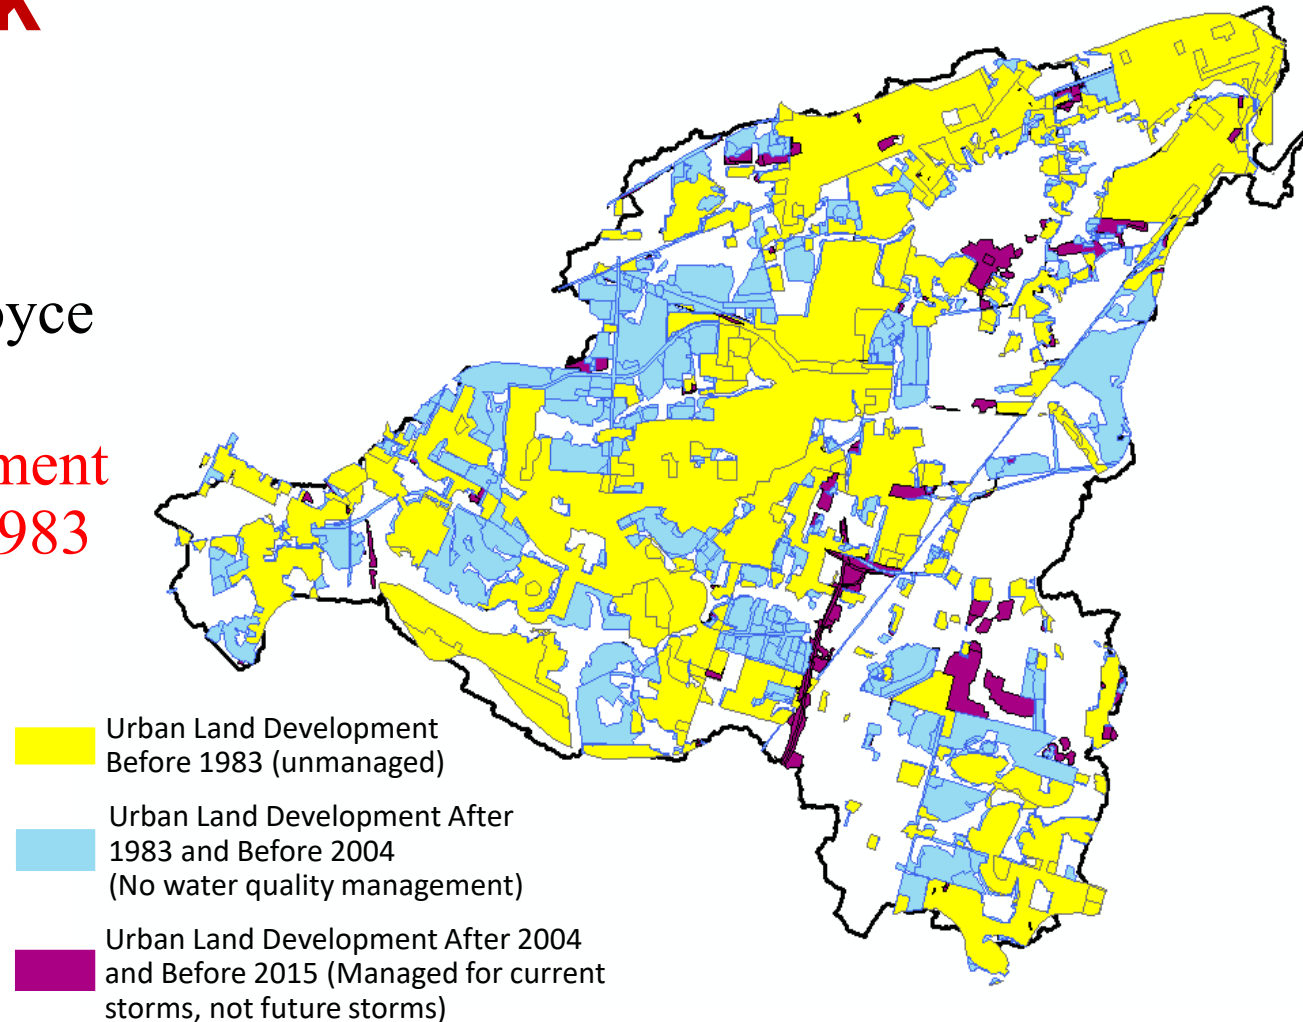 k
oyce
ment
983
Urban Land Development
Before 1983 (unmanaged)
Urban Land Development After
1983 and Before 2004
(No water quality management)
Urban Land Development After 2004
and Before 2015 (Managed for current
storms, not future storms)